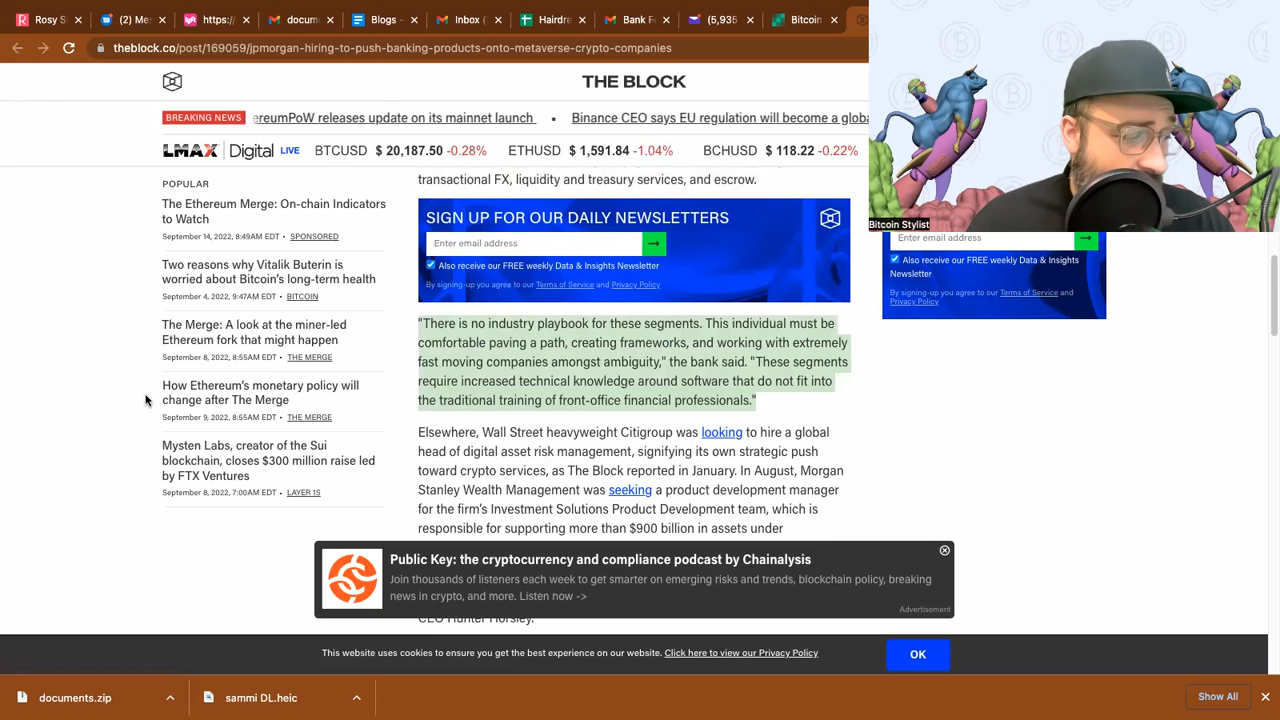 Rosy S
(2) Me
https:/
docum
Blogs -
Inbox (
Hairdre
Bank F
(5,935
Bitcoin
theblock.co/post/169059/jpmorgan-hiring-to-push-banking-products-onto-metaverse-crypto-companies
THE BLOCK
BREAKING NEWS
ereumPoW releases update on its mainnet launch • Binance CEO says EU regulation will become a globa
LMAX Digital LIVE BTCUSD $ 20,187.50 -0.28% ETHUSD $ 1,591.84 -1.04% BCHUSD $ 118.22 -0.22%
POPULAR
The Ethereum Merge: On-chain Indicators
to Watch
September 14, 2022, 8:49AM EDT • SPONSORED
Two reasons why Vitalik Buterin is
worried about Bitcoin's long-term health
September 4, 2022, 9:47AM EDT • BITCOIN
The Merge: A look at the miner-led
Ethereum fork that might happen
September 8, 2022, 8:55AM EDT • THE MERGE
How Ethereum's monetary policy will
change after The Merge
September 9, 2022, 8:55AM EDT • THE MERGE
Mysten Labs, creator of the Sui
blockchain, closes $300 million raise led
by FTX Ventures
September 8, 2022, 7:00AM EDT • LAYER 1S
transactional FX, liquidity and treasury services, and escrow.
SIGN UP FOR OUR DAILY NEWSLETTERS
Enter email address
Also receive our FREE weekly Data & Insights Newsletter
By signing-up you agree to our Terms of Service and Privacy Policy
"There is no industry playbook for these segments. This individual must be
comfortable paving a path, creating frameworks, and working with extremely
fast moving companies amongst ambiguity," the bank said. "These segments
require increased technical knowledge around software that do not fit into
the traditional training of front-office financial professionals."
Elsewhere, Wall Street heavyweight Citigroup was looking to hire a global
head of digital asset risk management, signifying its own strategic push
toward crypto services, as The Block reported in January. In August, Morgan
Stanley Wealth Management was seeking a product development manager
for the firm's Investment Solutions Product Development team, which is
responsible for supporting more than $900 billion in assets under
CEO Hunter Horsley.
Bitcoin Stylist
Enter email address
Also receive our FREE weekly Data & Insights
Newsletter
By signing-up you agree to our Terms of Service and
Privacy Policy
Public Key: the cryptocurrency and compliance podcast by Chainalysis
Join thousands of listeners each week to get smarter on emerging risks and trends, blockchain policy, breaking
news in crypto, and more. Listen now ->
Advertisement
This website uses cookies to ensure you get the best experience on our website. Click here to view our Privacy Policy
OK
documents.zip
sammi DL.heic
Show All